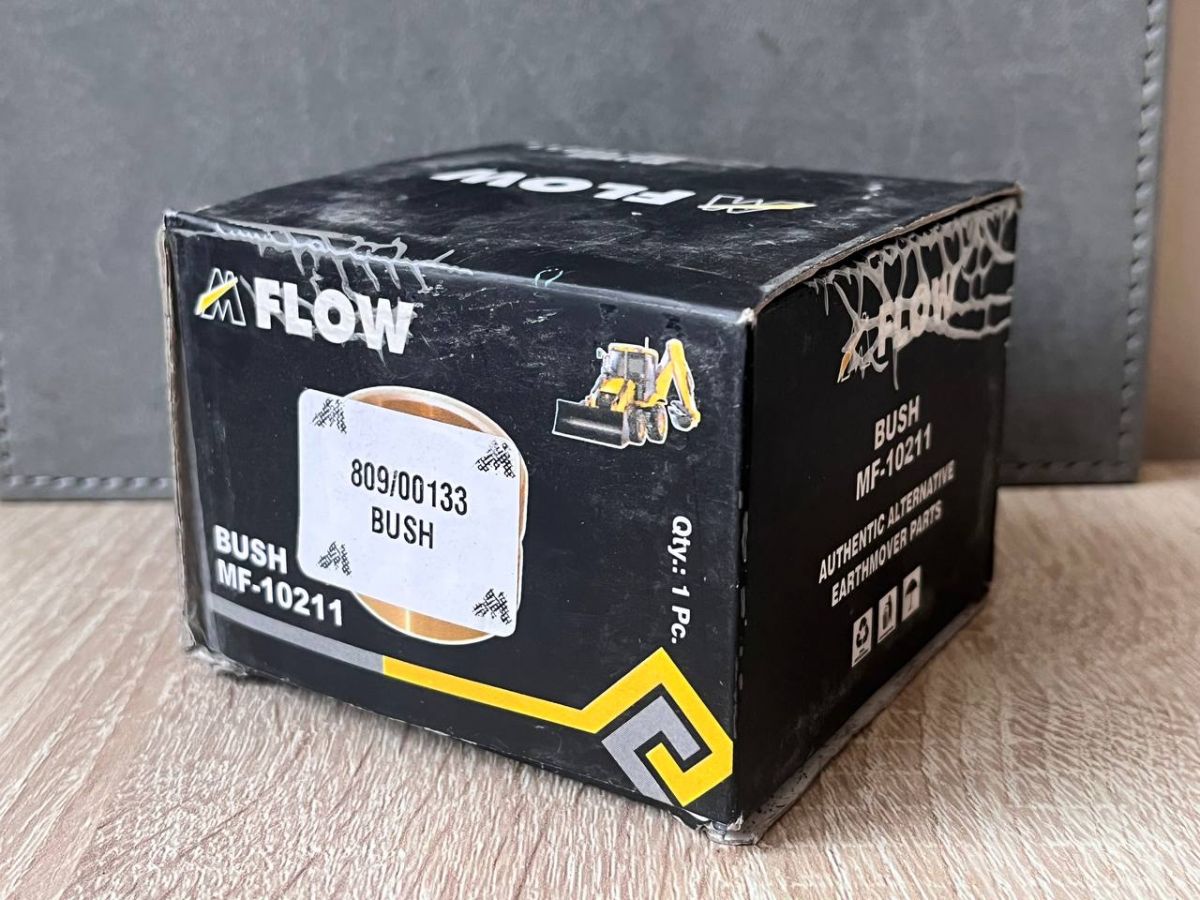 FLOW
FLOW
809/00133
BUSH
BUSH
MF-10211
Qty.: 1 Pc.
FLOW
BUSH
MF-10211
AUTHENTIC ALTERNATIVE
EARTHMOVER PARTS